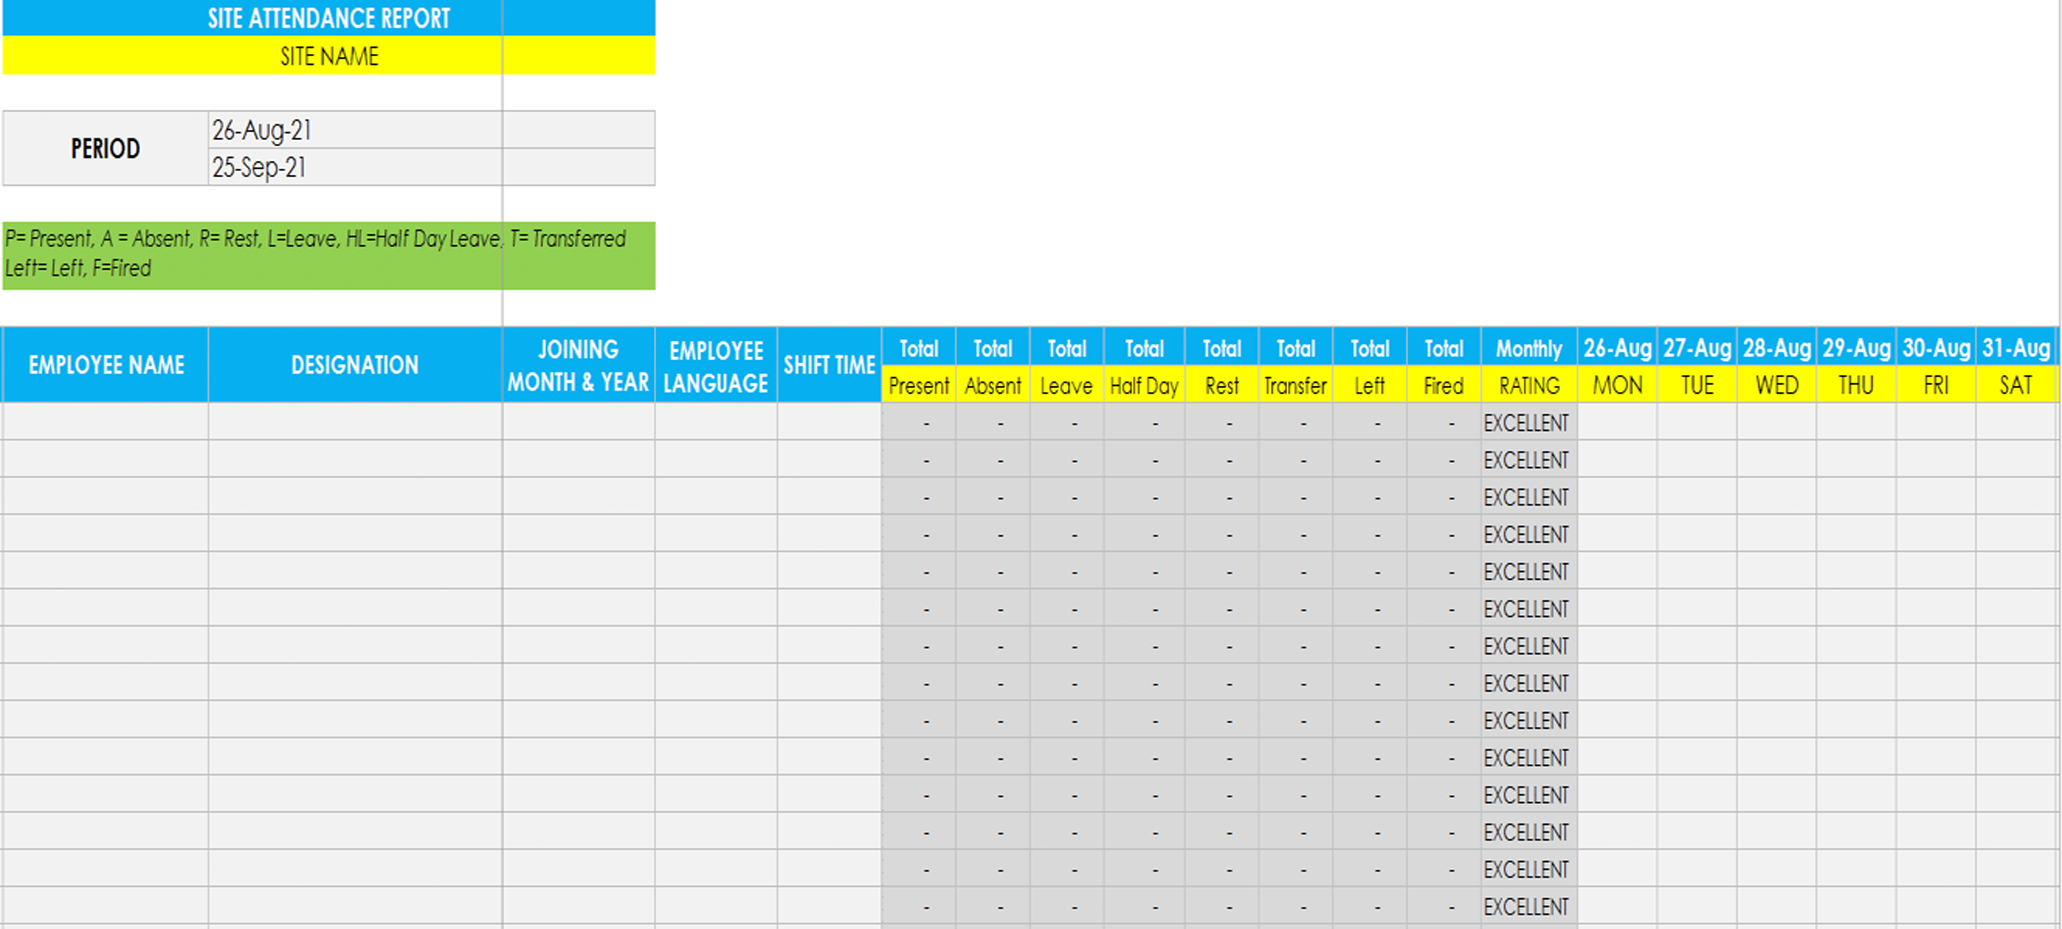 SITE ATTENDANCE REPORT
SITE NAME
PERIOD
26-Aug-21
25-Sep-21
P= Present, A = Absent, R= Rest, L=Leave, HL=Half Day Leave, T= Transferred
Left= Left, F=Fired
EMPLOYEE NAME DESIGNATION JOINING MONTH & YEAR EMPLOYEE LANGUAGE SHIFT TIME Total Total Total Total Total Total Total Total Monthly 26-Aug 27-Aug 28-Aug 29-Aug 30-Aug 31-Aug
Present Absent Leave Half Day Rest Transfer Left Fired RATING MON TUE WED THU FRI SAT
- - - - - - - - EXCELLENT
- - - - - - - - EXCELLENT
- - - - - - - - EXCELLENT
- - - - - - - - EXCELLENT
- - - - - - - - EXCELLENT
- - - - - - - - EXCELLENT
- - - - - - - - EXCELLENT
- - - - - - - - EXCELLENT
- - - - - - - - EXCELLENT
- - - - - - - - EXCELLENT
- - - - - - - - EXCELLENT
- - - - - - - - EXCELLENT
- - - - - - - - EXCELLENT
- - - - - - - - EXCELLENT